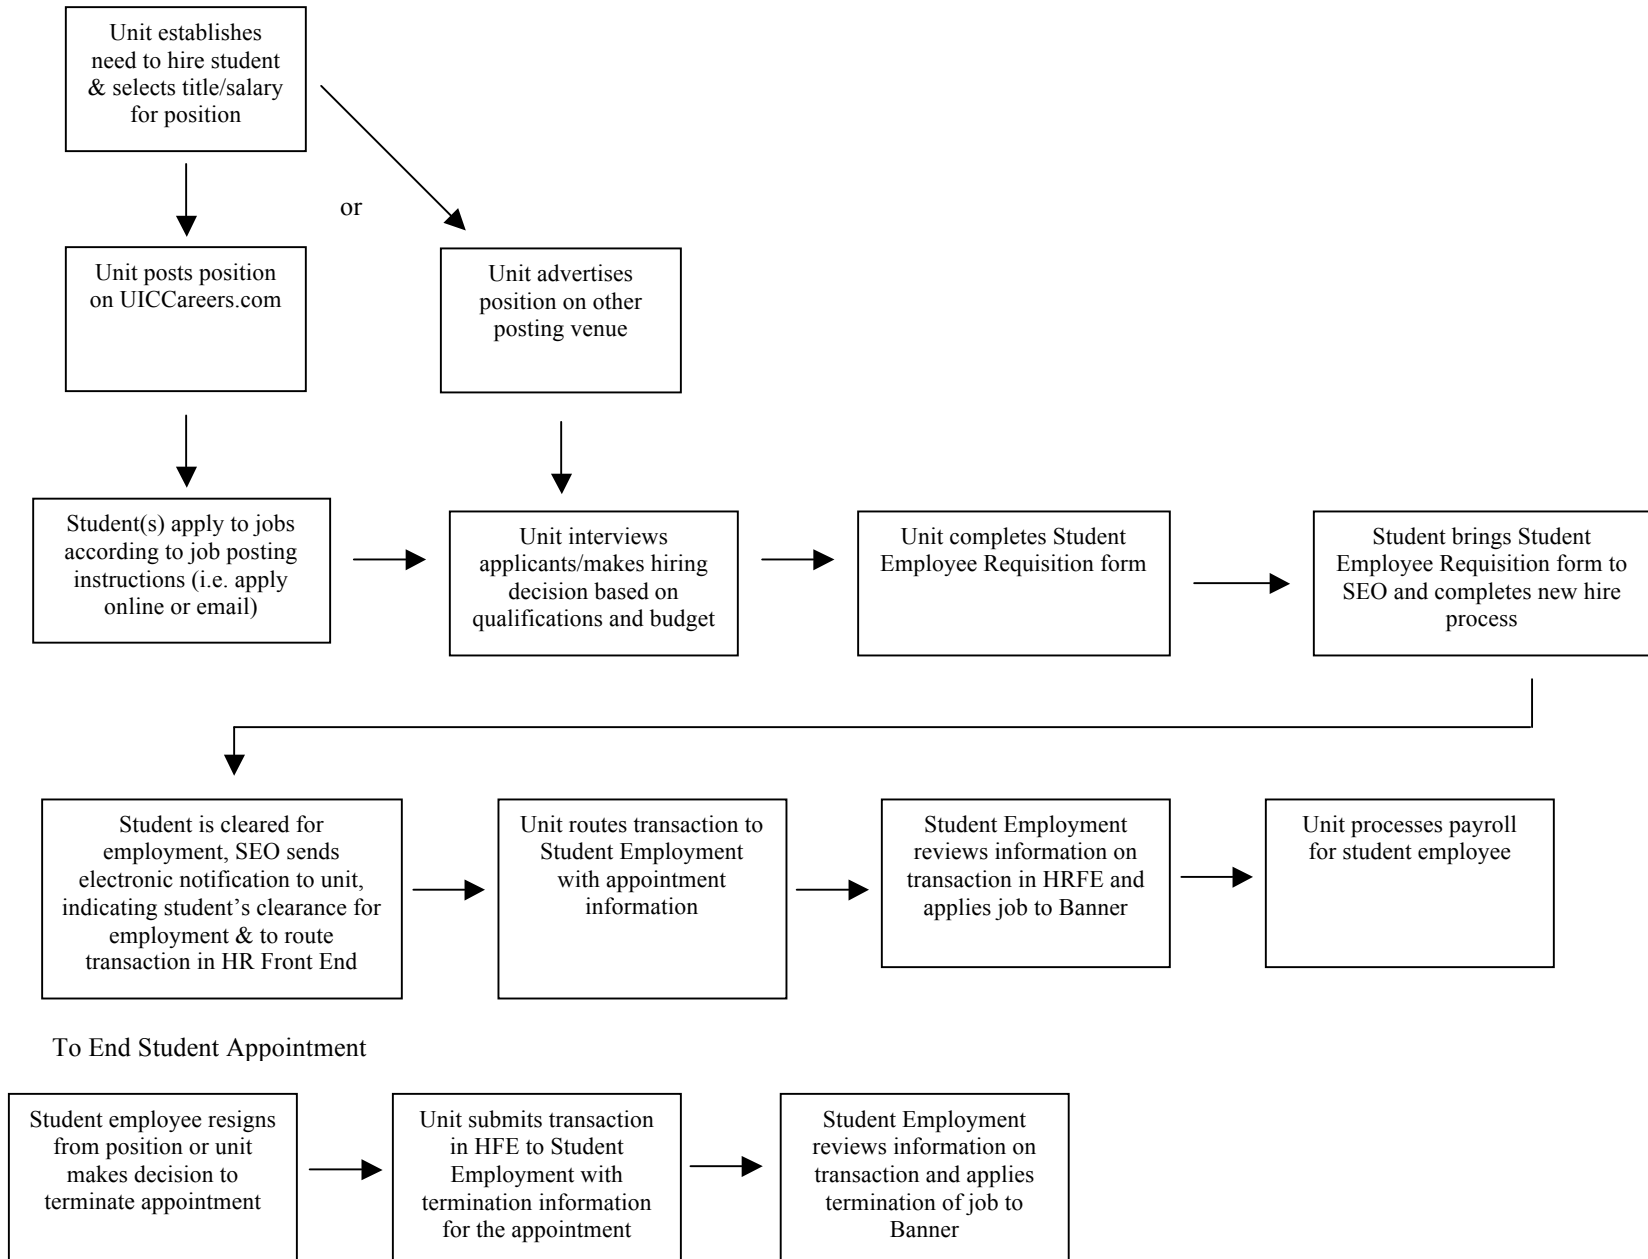 Unit establishes
need to hire student
& selects title/salary
for position
or
Unit posts position
on UICCareers.com
Unit advertises
position on other
posting venue
Student(s) apply to jobs
according to job posting
instructions (i.e. apply
online or email)
Unit interviews
applicants/makes hiring
decision based on
qualifications and budget
Unit completes Student
Employee Requisition form
Student brings Student
Employee Requisition form to
SEO and completes new hire
process
Student is cleared for
employment, SEO sends
electronic notification to unit,
indicating student’s clearance for
employment & to route
transaction in HR Front End
Unit routes transaction to
Student Employment
with appointment
information
Student Employment
reviews information on
transaction in HRFE and
applies job to Banner
Unit processes payroll
for student employee
To End Student Appointment
Student employee resigns
from position or unit
makes decision to
terminate appointment
Unit submits transaction
in HFE to Student
Employment with
termination information
for the appointment
Student Employment
reviews information on
transaction and applies
termination of job to
Banner